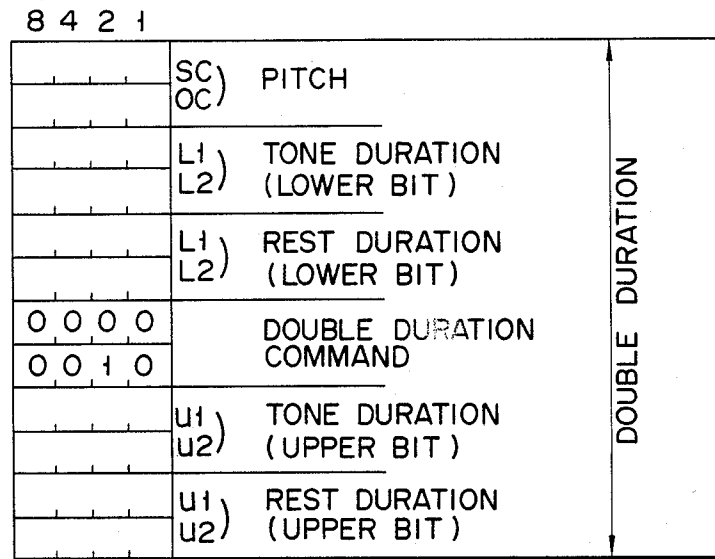 8 4 2 1
SC
OC) PITCH
L1
L2) TONE DURATION
(LOWER BIT)
L1
L2) REST DURATION
(LOWER BIT)
0 0 0 0
0 0 1 0
DOUBLE DURATION
COMMAND
u1
u2) TONE DURATION
(UPPER BIT)
u1
u2) REST DURATION
(UPPER BIT)
DOUBLE DURATION